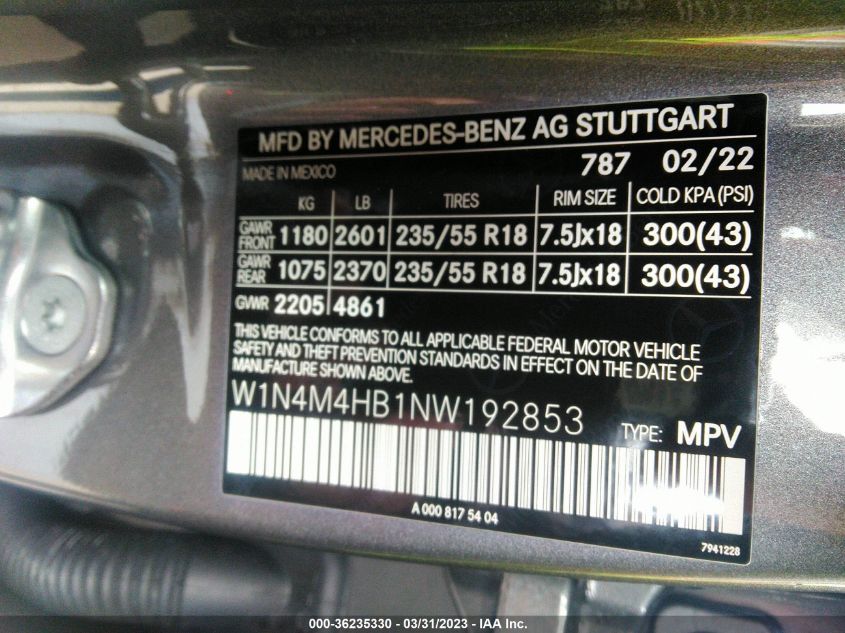 MFD BY MERCEDES-BENZ AG STUTTGART
MADE IN MEXICO 787 02/22
KG LB TIRES RIM SIZE COLD KPA (PSI)
GAWR FRONT 1180 2601 235/55 R18 7.5Jx18 300(43)
GAWR REAR 1075 2370 235/55 R18 7.5Jx18 300(43)
GVWR 2205 4861
THIS VEHICLE CONFORMS TO ALL APPLICABLE FEDERAL MOTOR VEHICLE
SAFETY AND THEFT PREVENTION STANDARDS IN EFFECT ON THE DATE OF
MANUFACTURE SHOWN ABOVE.
W1N4M4HB1NW192853 TYPE: MPV
A 000 817 54 04
7941228
000-36235330 - 03/31/2023 - IAA Inc.